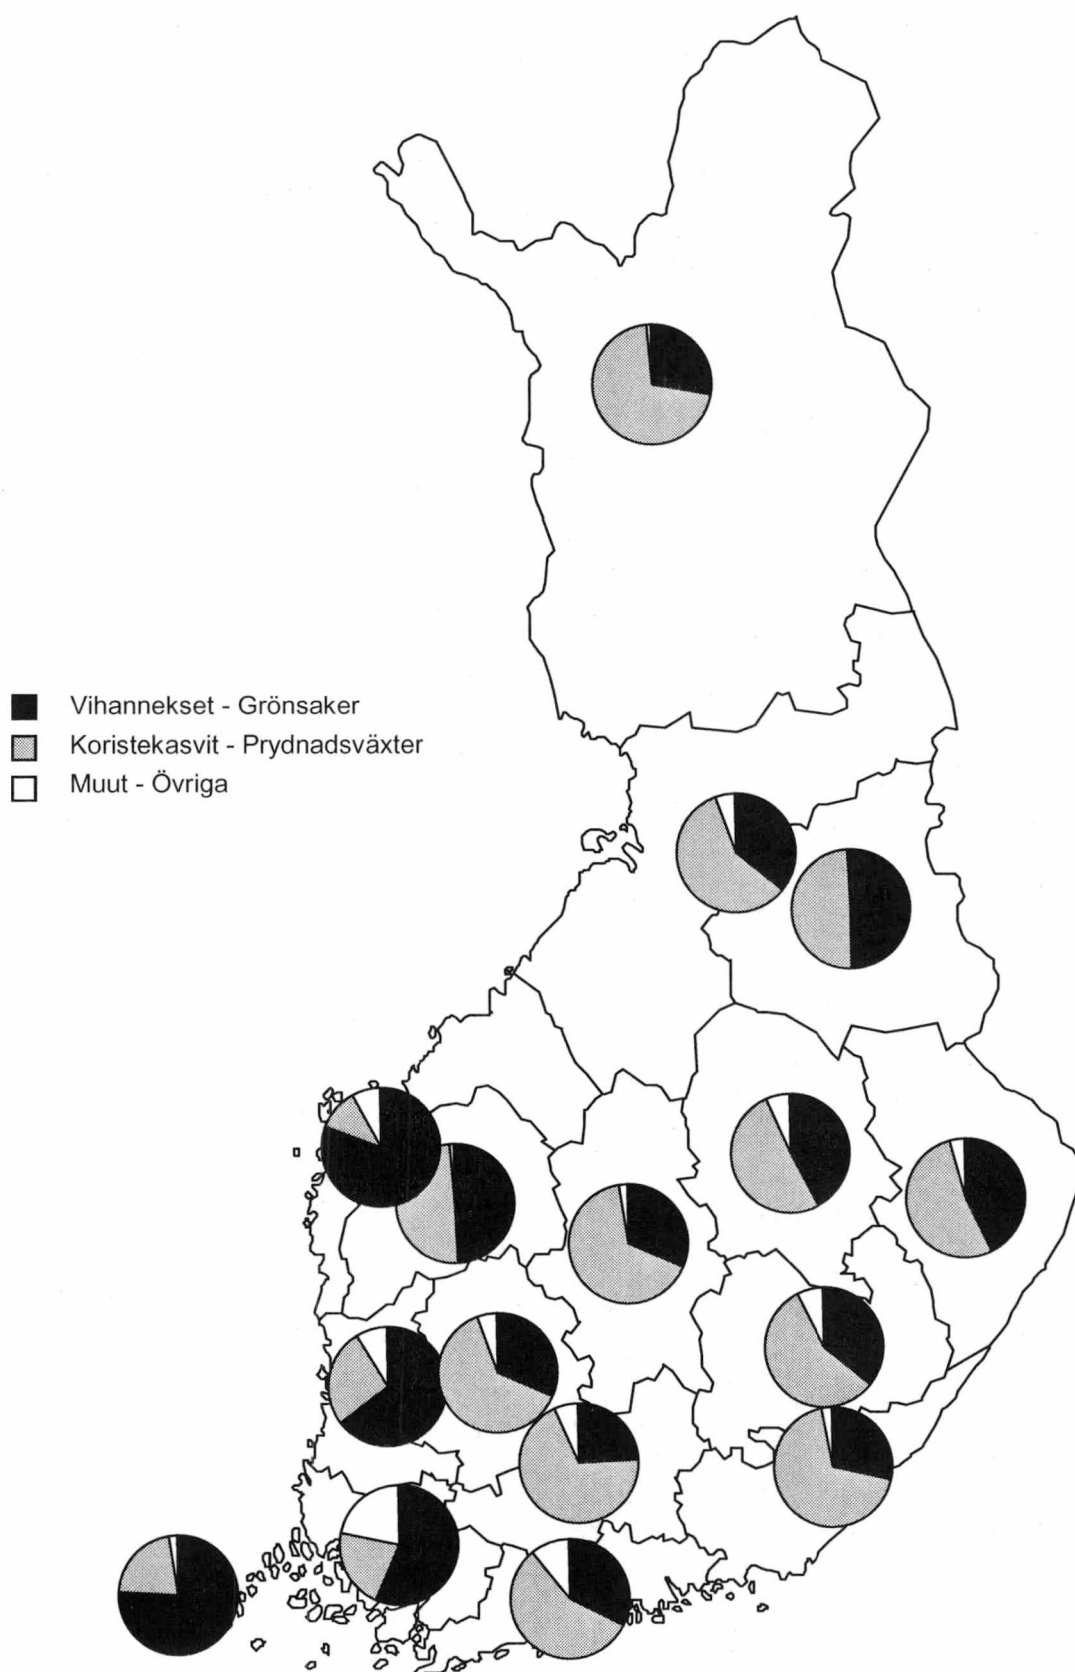 Vihannekset - Grönsaker
Koristekasvit - Prydnadsväxter
Muut - Övriga